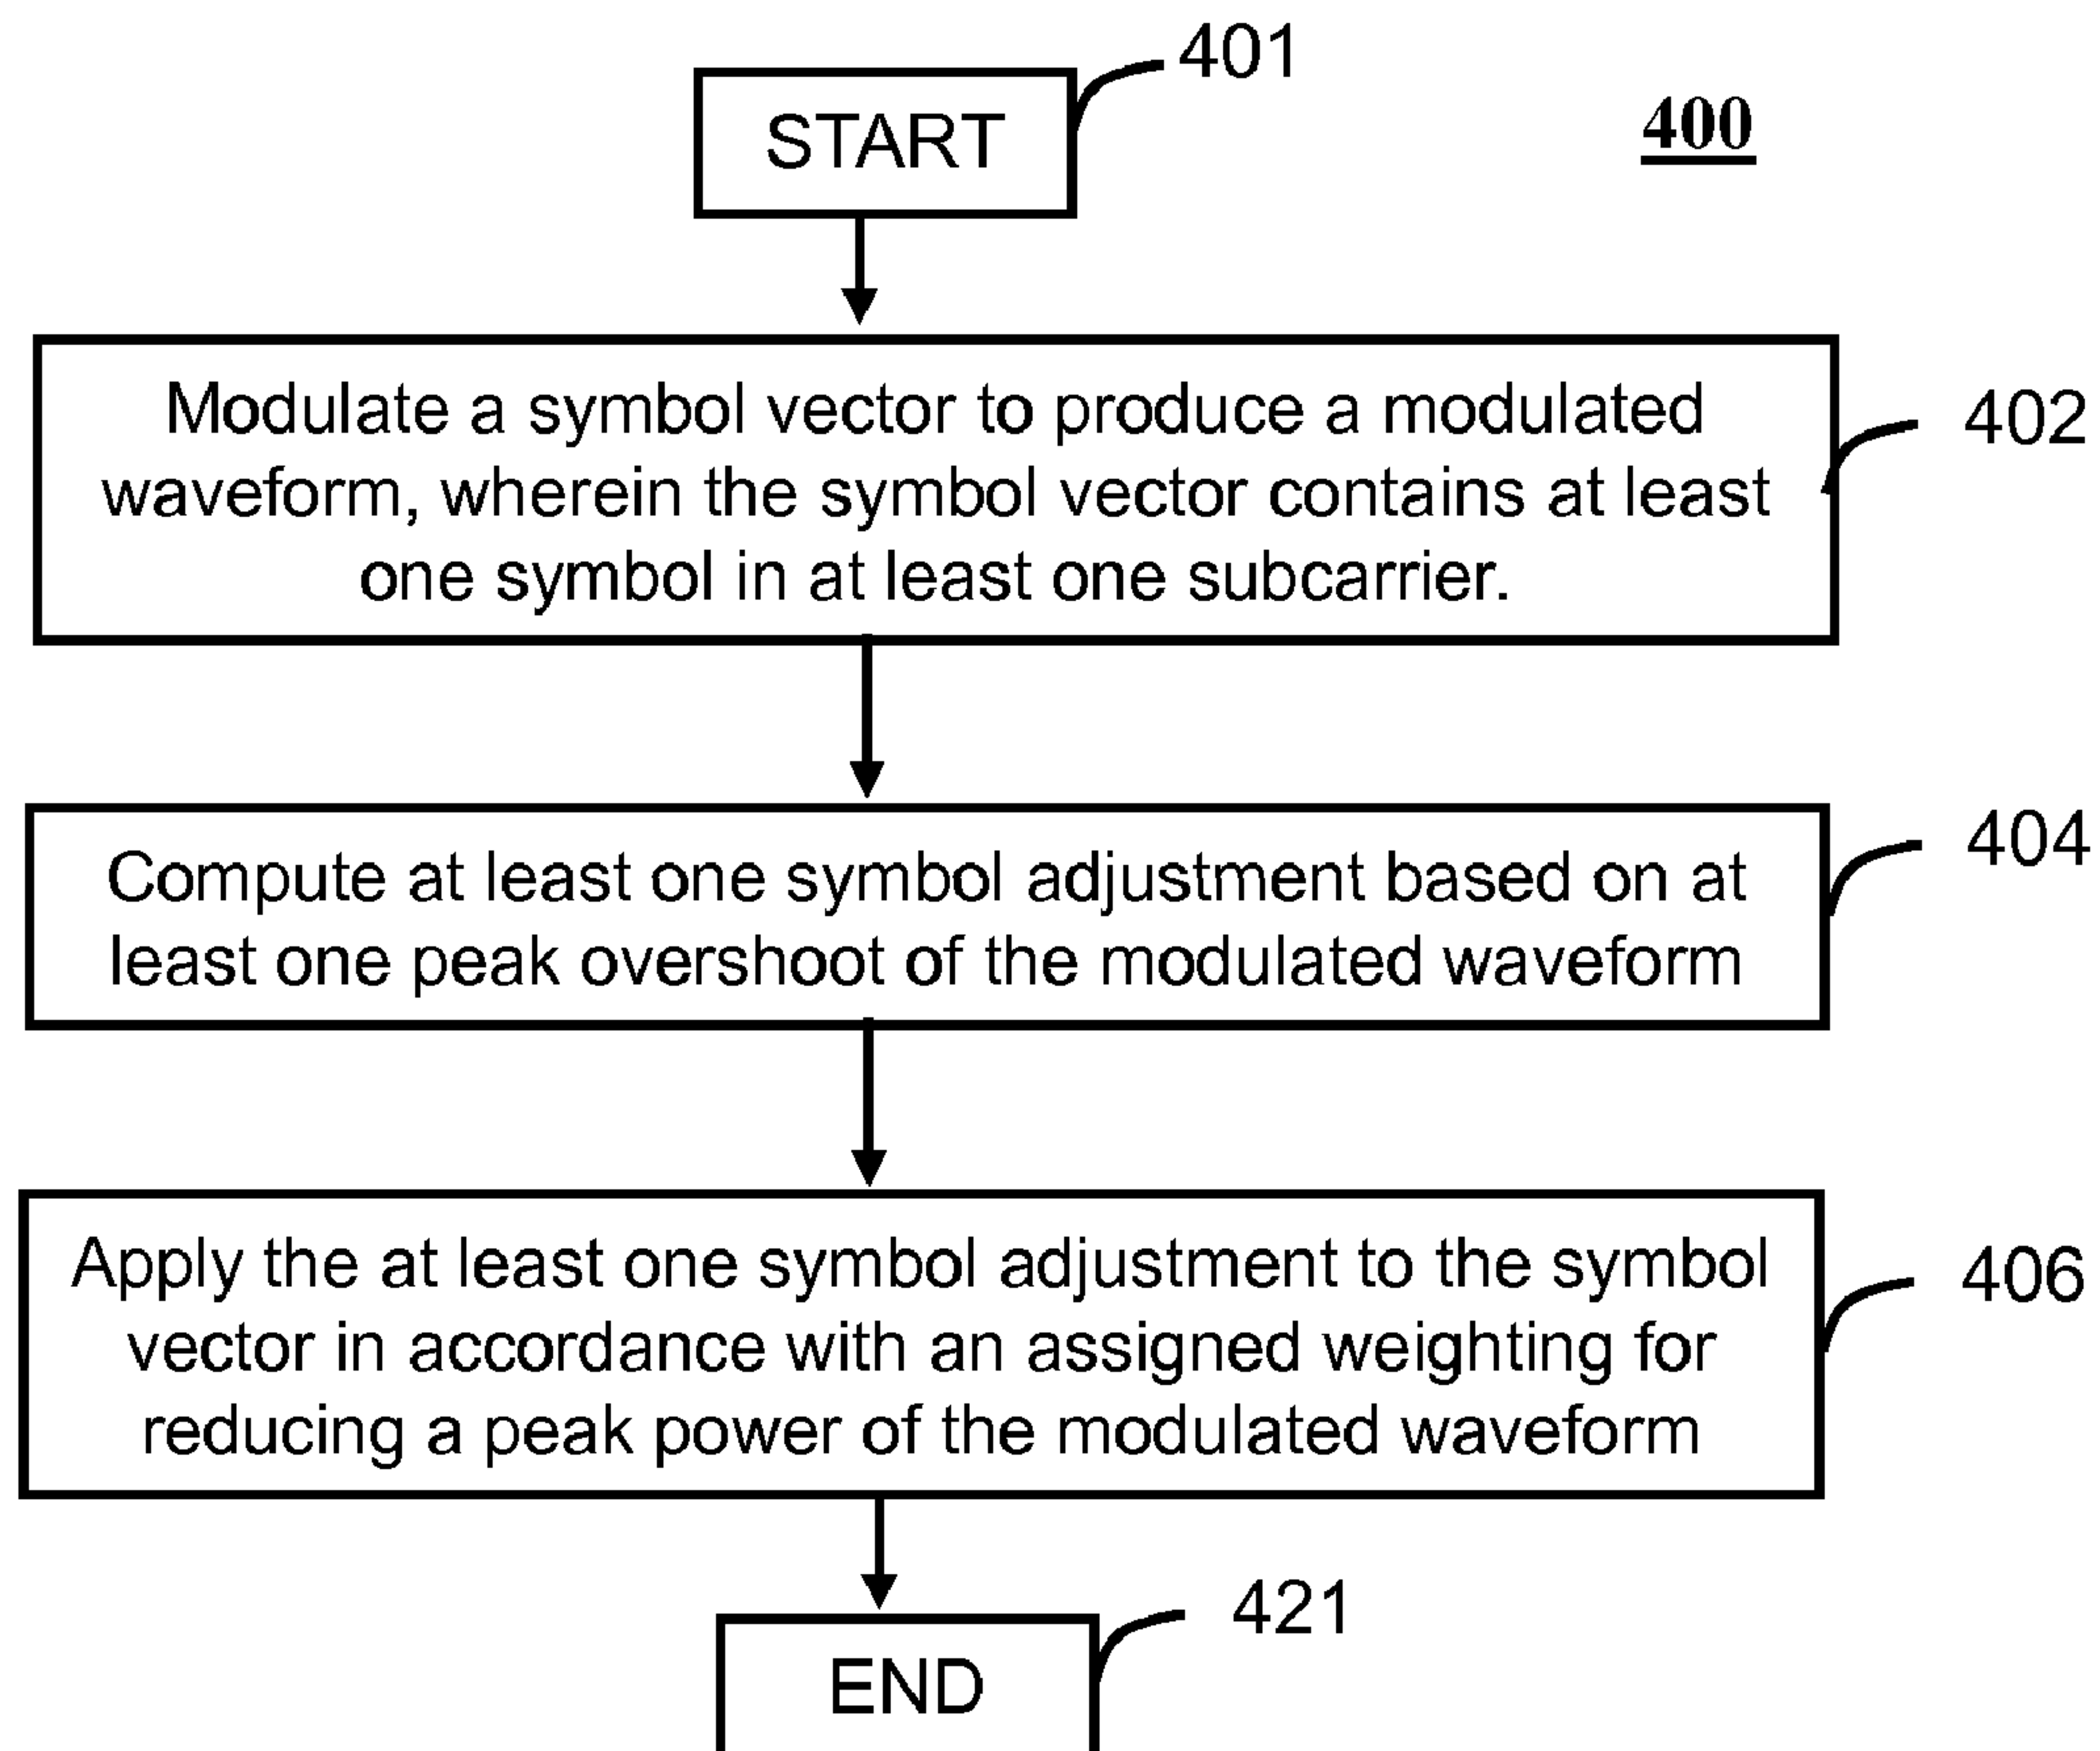 401
START
400
Modulate a symbol vector to produce a modulated
waveform, wherein the symbol vector contains at least
one symbol in at least one subcarrier.
402
Compute at least one symbol adjustment based on at
least one peak overshoot of the modulated waveform
404
Apply the at least one symbol adjustment to the symbol
vector in accordance with an assigned weighting for
reducing a peak power of the modulated waveform
406
421
END